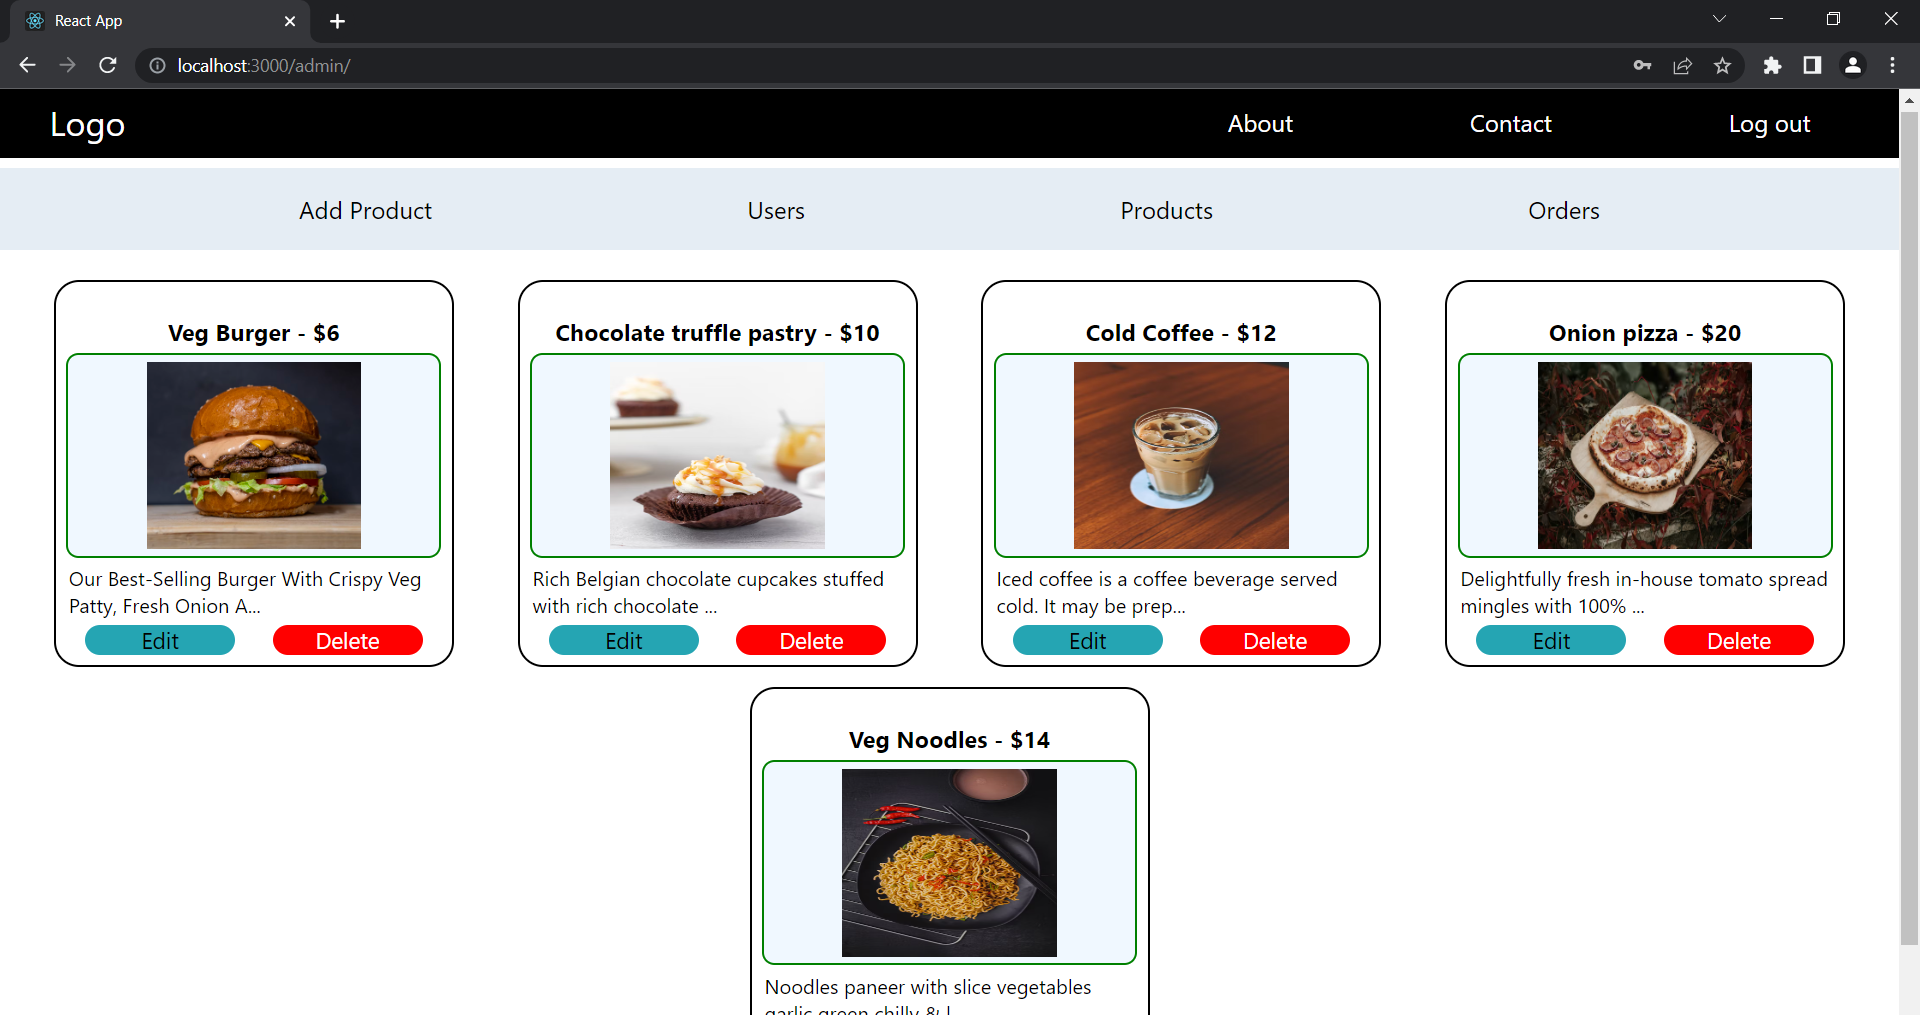 React App
localhost:3000/admin/
Logo
About
Contact
Log out
Add Product
Users
Products
Orders
Veg Burger - $6
Our Best-Selling Burger With Crispy Veg
Patty, Fresh Onion A...
Edit
Delete
Chocolate truffle pastry - $10
Rich Belgian chocolate cupcakes stuffed
with rich chocolate ...
Edit
Delete
Cold Coffee - $12
Iced coffee is a coffee beverage served
cold. It may be prep...
Edit
Delete
Onion pizza - $20
Delightfully fresh in-house tomato spread
mingles with 100% ...
Edit
Delete
Veg Noodles - $14
Noodles paneer with slice vegetables
garlic green chilly &